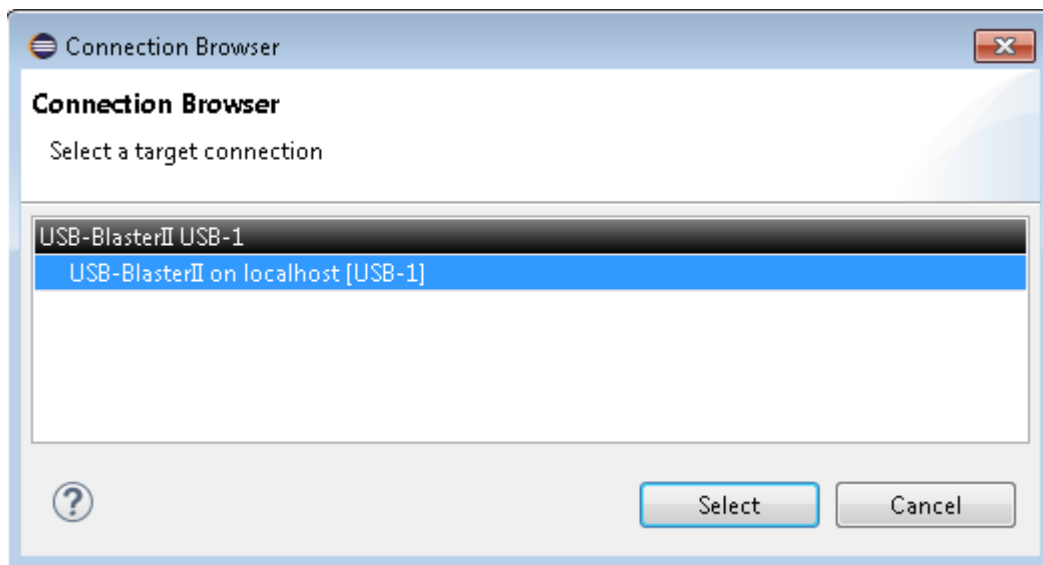 Connection Browser
Connection Browser
Select a target connection
USB-BlasterII USB-1
USB-BlasterII on localhost [USB-1]
?
Select
Cancel